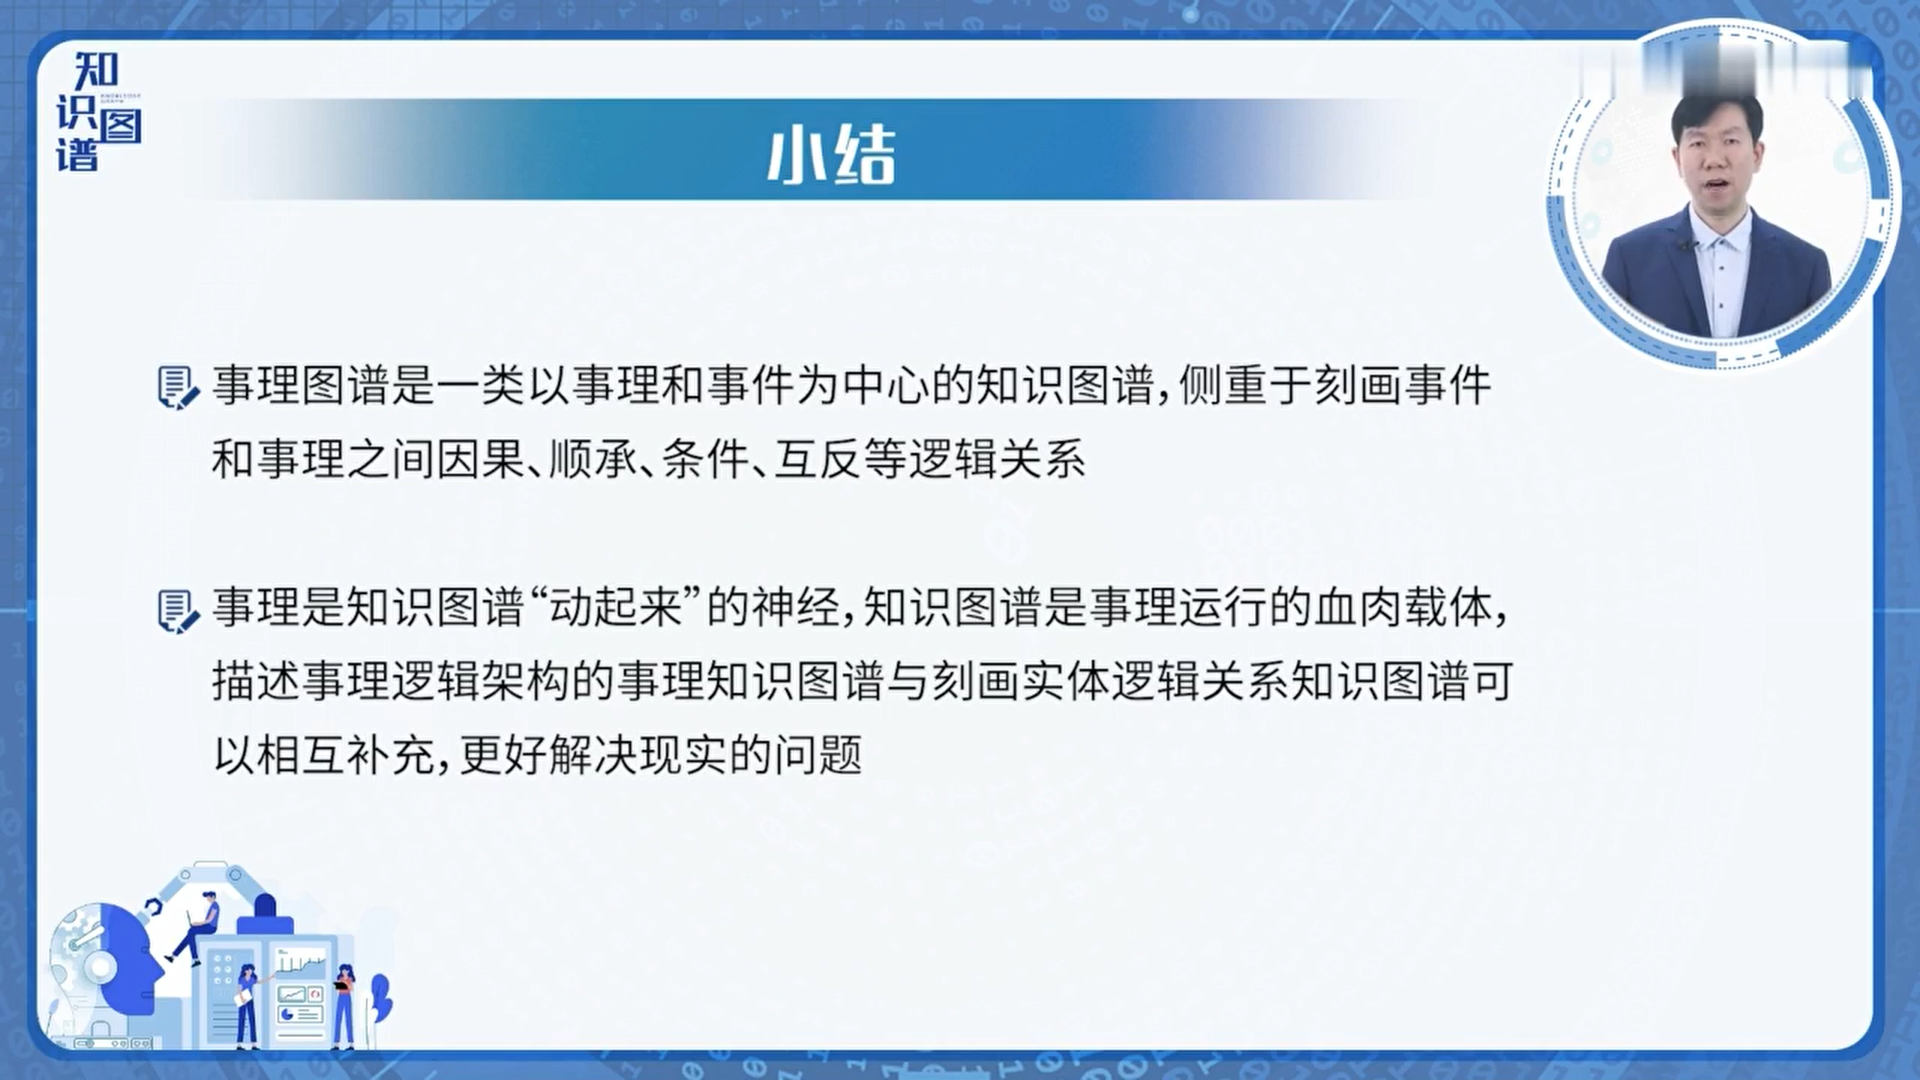 知识图谱
小结
事理图谱是一类以事理和事件为中心的知识图谱，侧重于刻画事件
和事理之间因果、顺承、条件、互反等逻辑关系
事理是知识图谱“动起来”的神经，知识图谱是事理运行的血肉载体，
描述事理逻辑架构的事理知识图谱与刻画实体逻辑关系知识图谱可
以相互补充，更好解决现实的问题